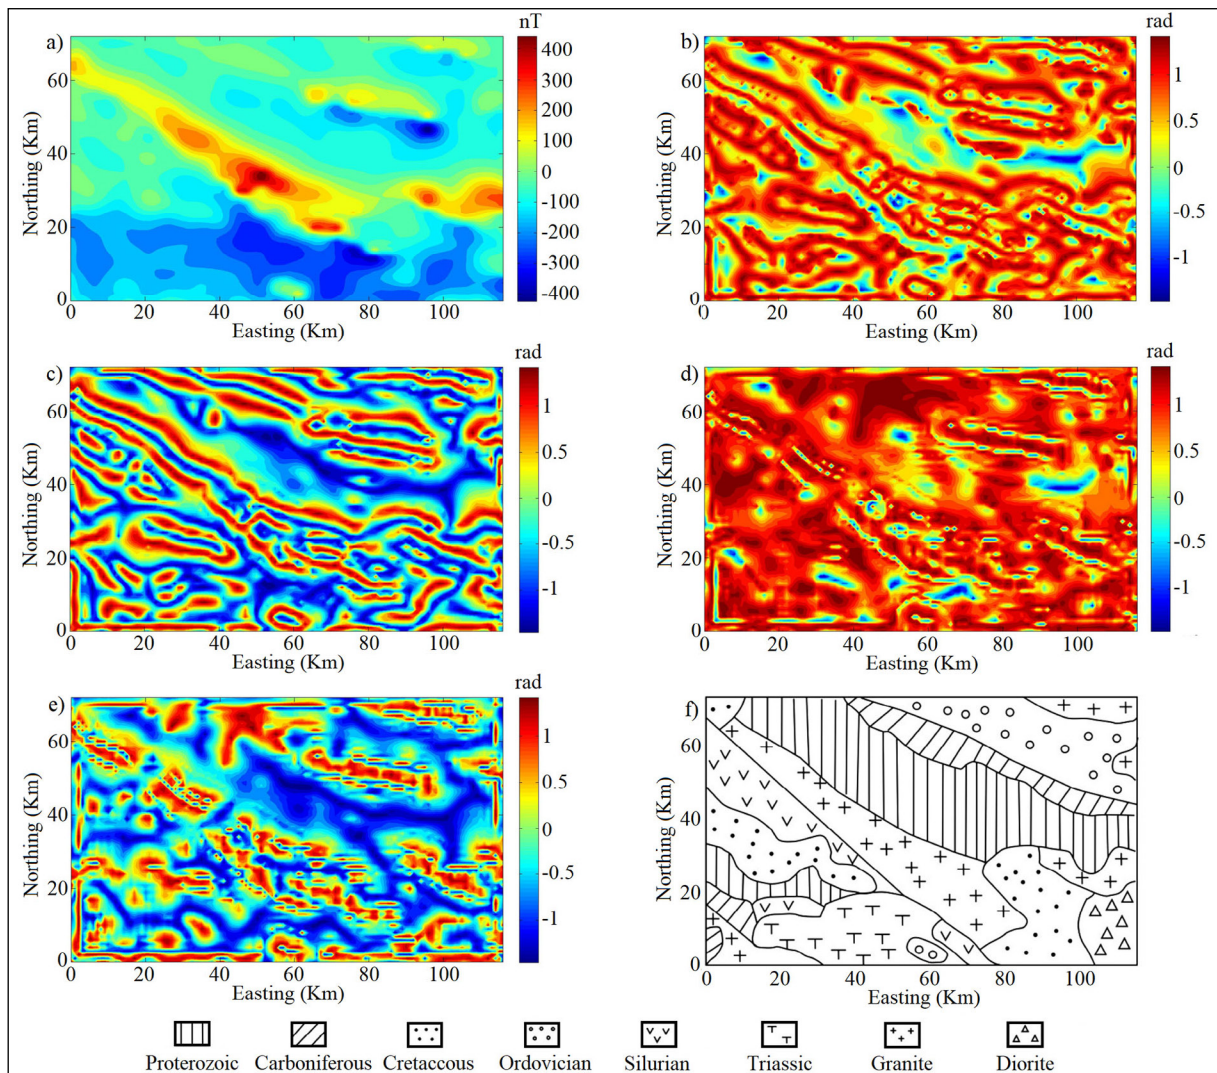 a)
nT
400
300
200
100
0
-100
-200
-300
-400
60
40
20
0
Northing (Km)
0 20 40 60 80 100
Easting (Km)
b)
rad
1
0.5
0
-0.5
-1
60
40
20
0
Northing (Km)
0 20 40 60 80 100
Easting (Km)
c)
rad
1
0.5
0
-0.5
-1
60
40
20
0
Northing (Km)
0 20 40 60 80 100
Easting (Km)
d)
rad
1
0.5
0
-0.5
-1
60
40
20
0
Northing (Km)
0 20 40 60 80 100
Easting (Km)
e)
rad
1
0.5
0
-0.5
-1
60
40
20
0
Northing (Km)
0 20 40 60 80 100
Easting (Km)
f)
60
40
20
0
Northing (Km)
0 20 40 60 80 100
Easting (Km)
Proterozoic Carboniferous Cretaccous Ordovician Silurian Triassic Granite Diorite